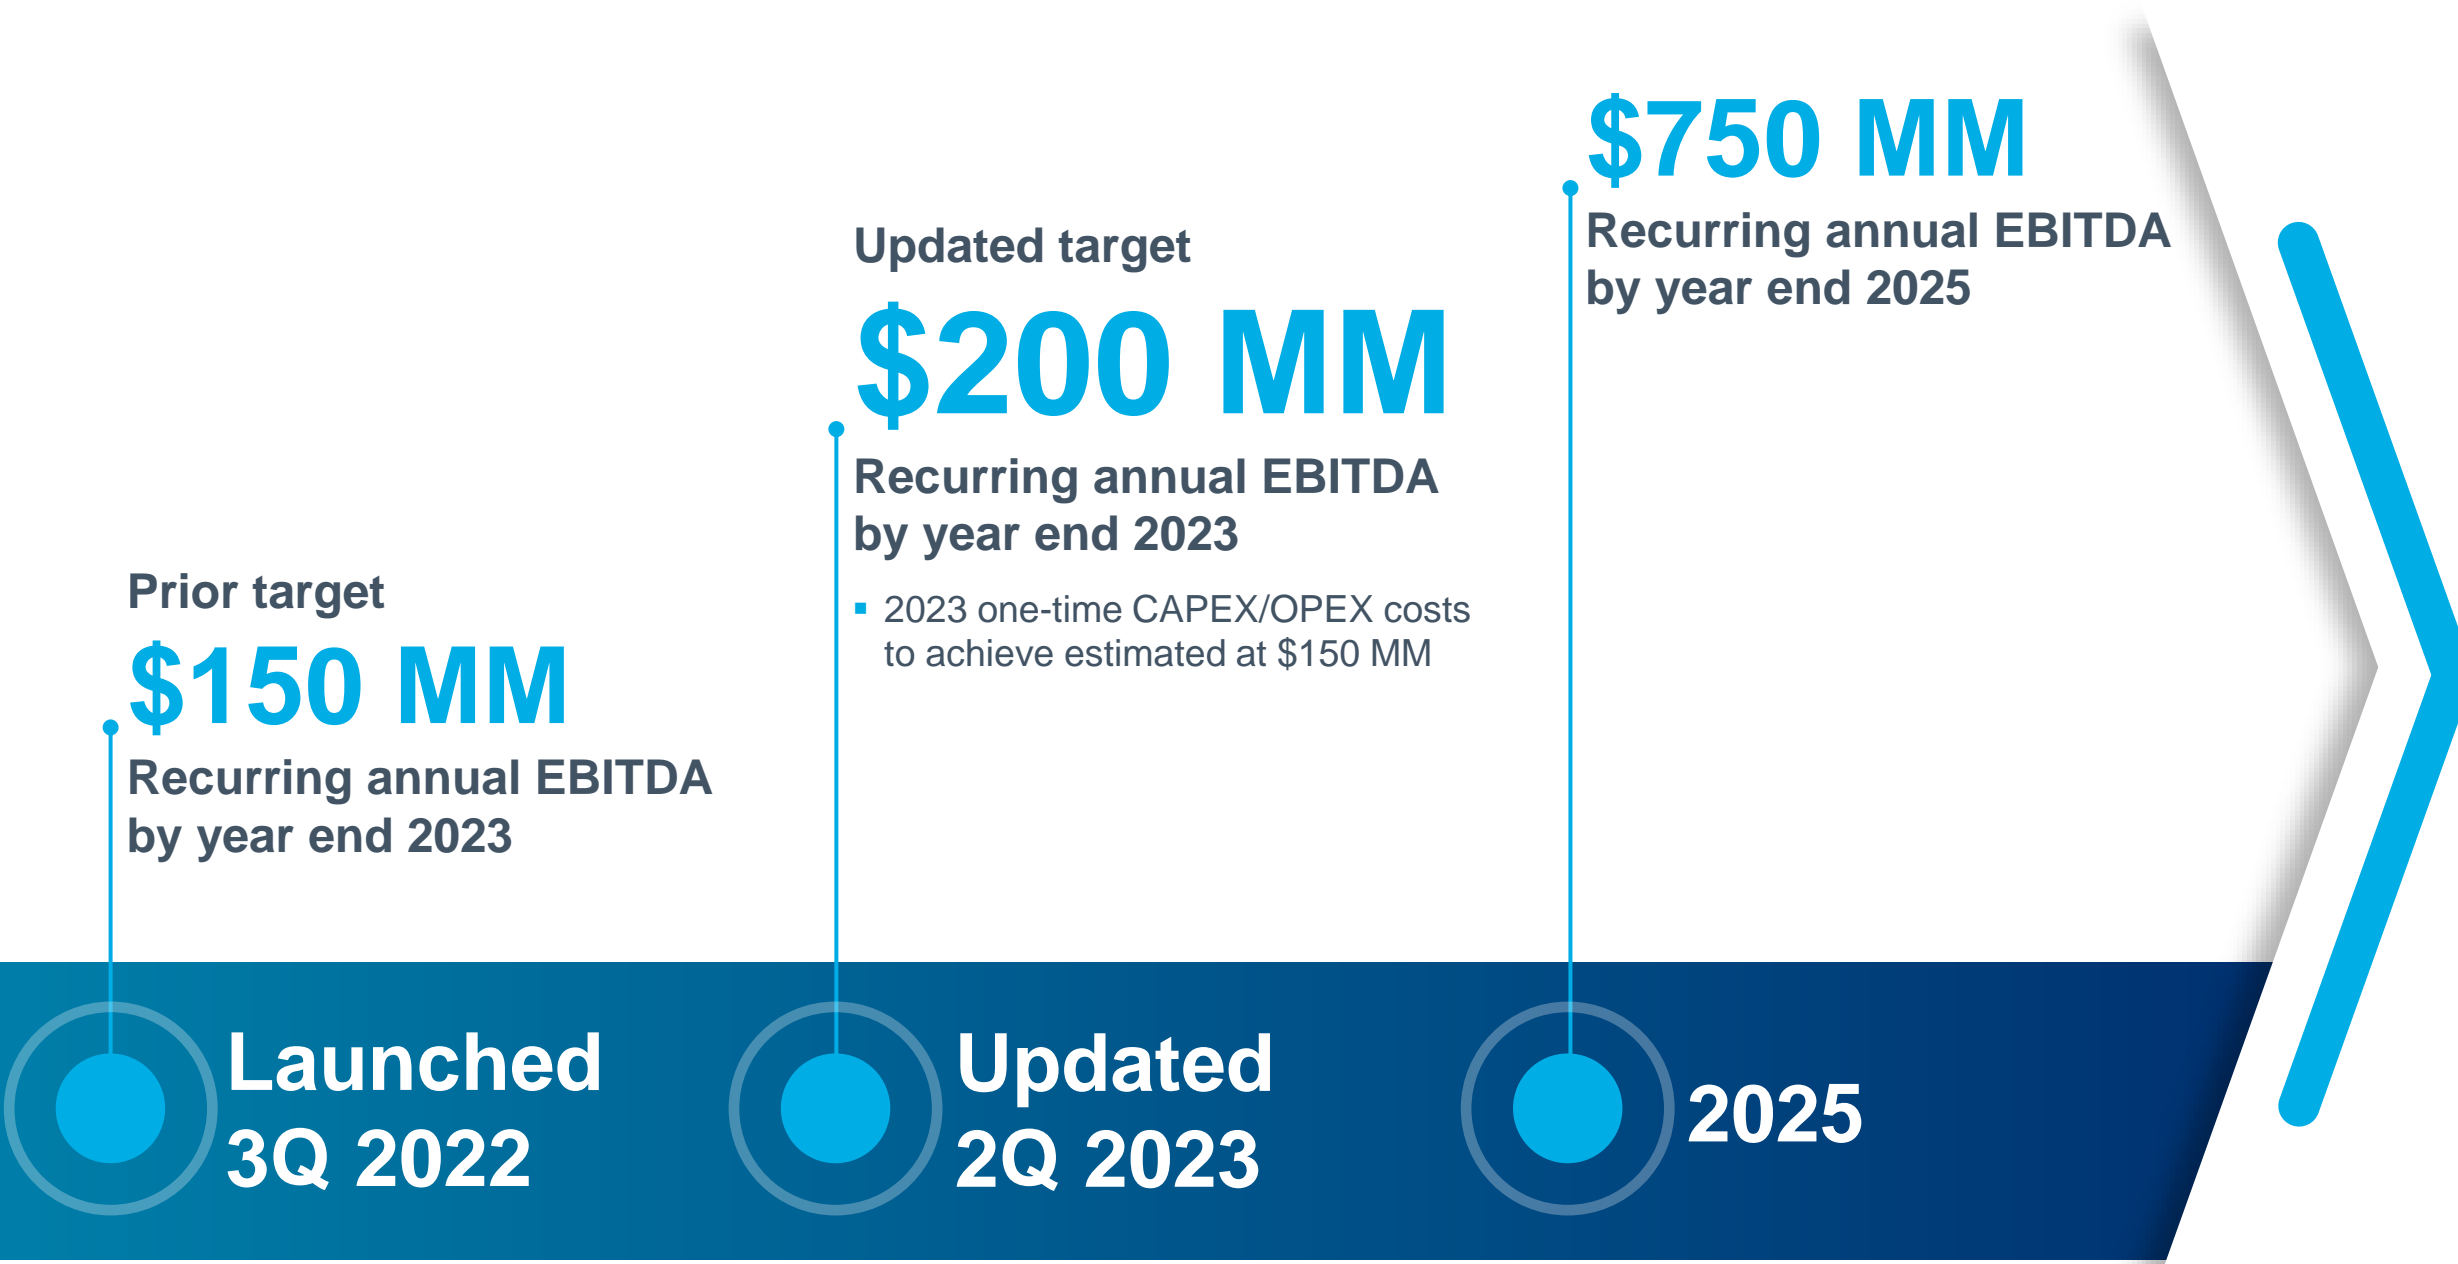 Prior target
$150 MM
Recurring annual EBITDA
by year end 2023
Launched
3Q 2022
Updated target
$200 MM
Recurring annual EBITDA
by year end 2023
▪ 2023 one-time CAPEX/OPEX costs
to achieve estimated at $150 MM
Updated
2Q 2023
$750 MM
Recurring annual EBITDA
by year end 2025
2025